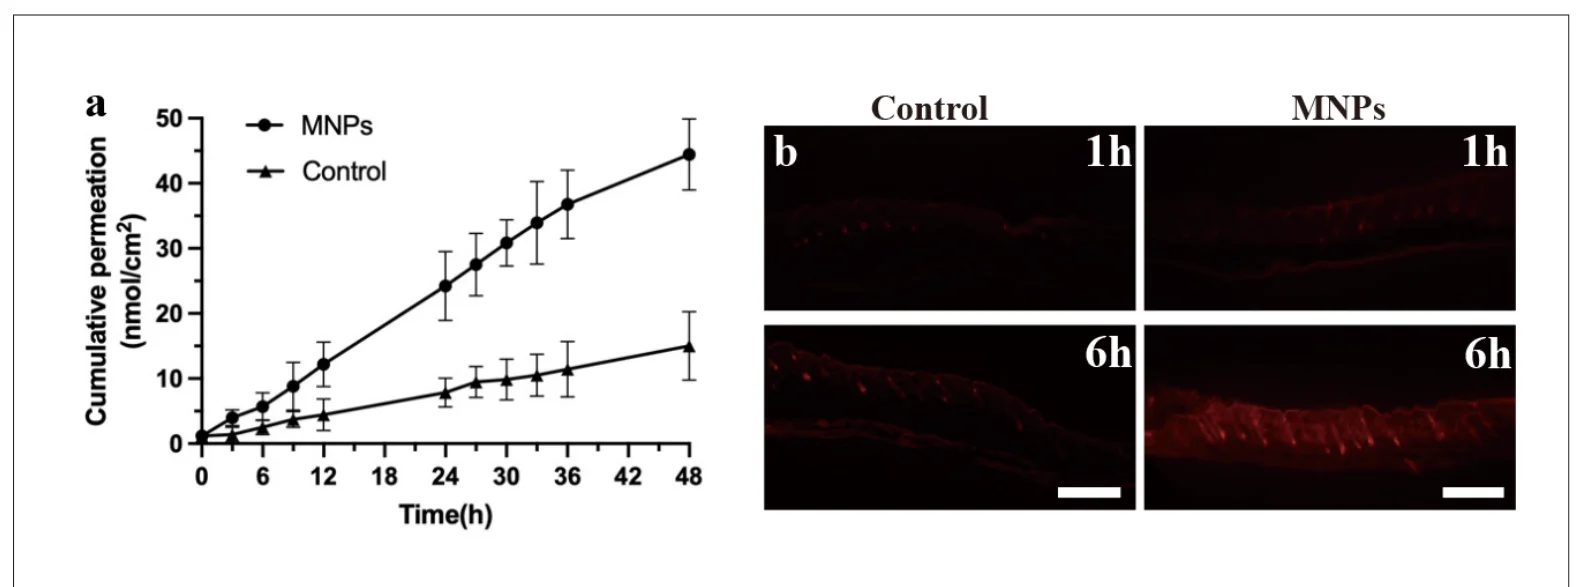 a
MNPs
Control
Cumulative permeation
(nmol/cm²)
50
40
30
20
10
0
0 6 12 18 24 30 36 42 48
Time(h)
Control MNPs
b 1h 1h
6h 6h